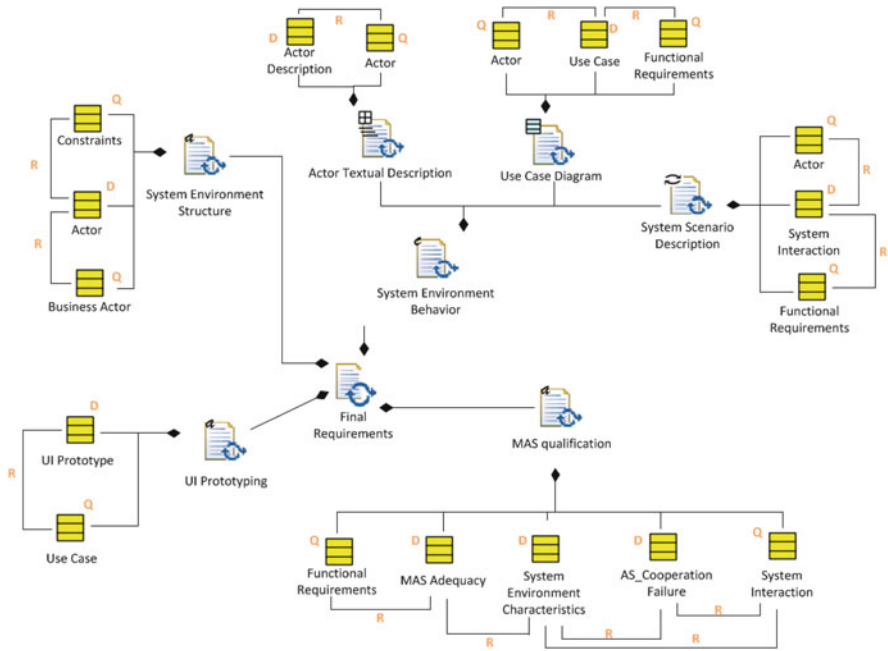 R
R
D
Q
Q
D
Q
Actor
Description
Actor
Actor
Use Case
Functional
Requirements
Q
Constraints
R
D
Actor
R
Q
Business Actor
System Environment
Structure
Actor Textual Description
Use Case Diagram
Q
Actor
R
D
System
Interaction
R
Q
Functional
Requirements
System Scenario
Description
System Environment
Behavior
Final
Requirements
MAS qualification
D
UI Prototype
R
Q
Use Case
UI Prototyping
Q
D
D
D
Q
Functional
Requirements
MAS Adequacy
System
Environment
Characteristics
AS_Cooperation
Failure
System
Interaction
R
R
R
R
R